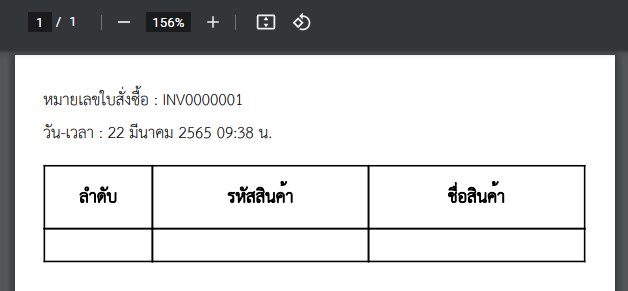 1 / 1 156%
หมายเลขใบสั่งซื้อ : INV0000001
วัน-เวลา : 22 มีนาคม 2565 09:38 น.
ลำดับ รหัสสินค้า ชื่อสินค้า